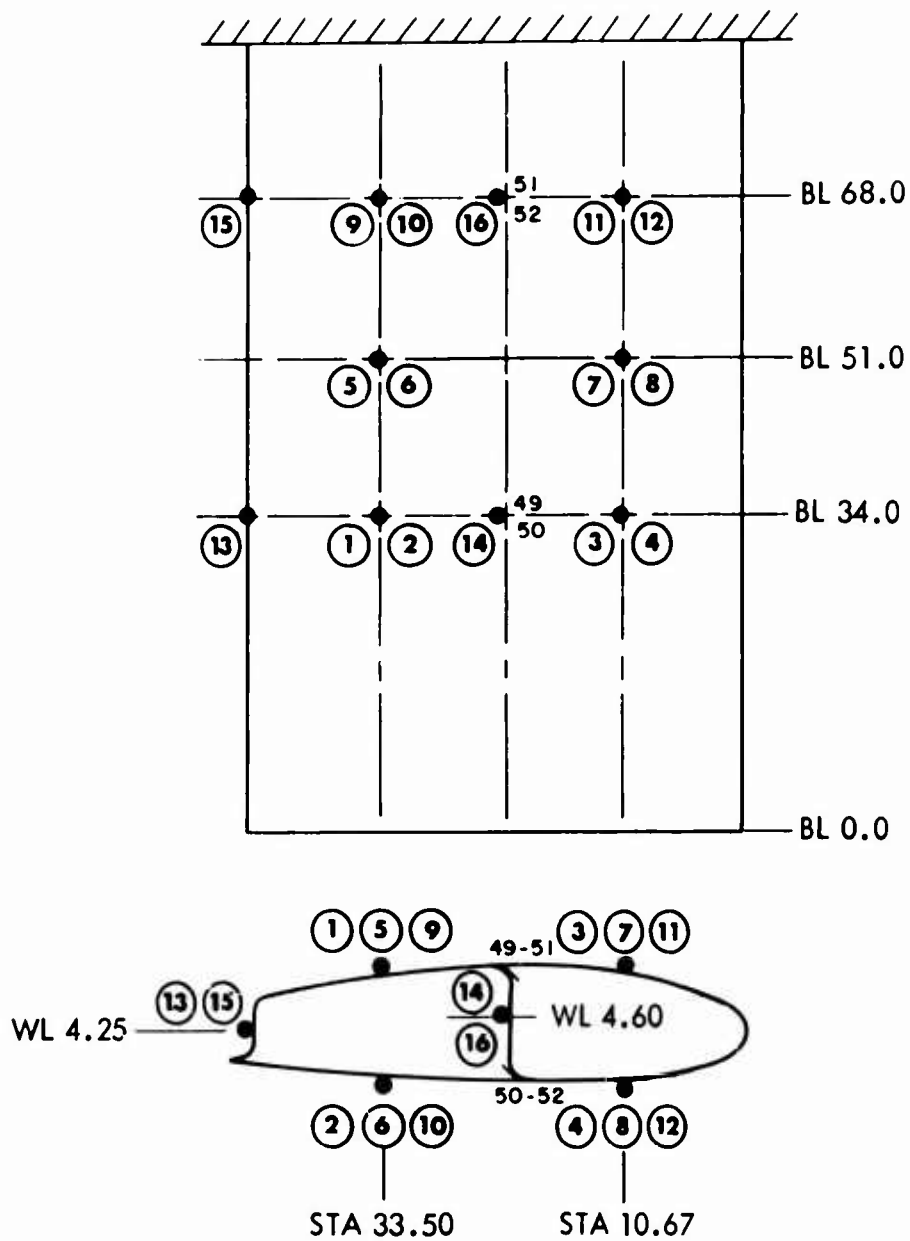 51
BL 68.0
52
15 9 10 16 11 12
BL 51.0
5 6 7 8
49
BL 34.0
50
13 1 2 14 3 4
BL 0.0
1 5 9 49-51 3 7 11
13 15 14
WL 4.25 WL 4.60
16
50-52
2 6 10 4 8 12
STA 33.50 STA 10.67